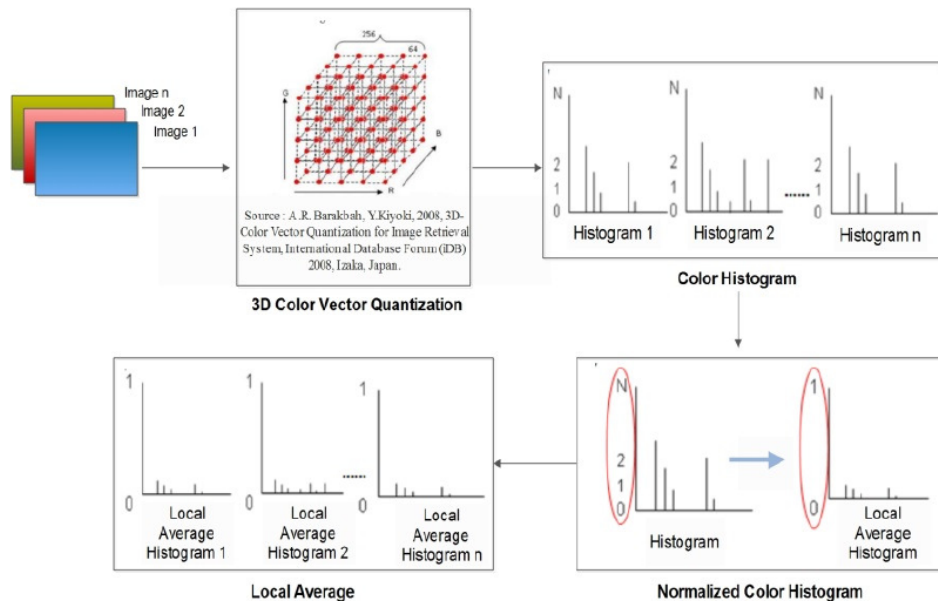 Image n
Image 2
Image 1
256
64
G
B
R
Source : A.R. Barakbah, Y.Kiyoki, 2008, 3D-
Color Vector Quantization for Image Retrieval
System, International Database Forum (iDB)
2008, Izaka, Japan.
3D Color Vector Quantization
N
2
1
0
Histogram 1
N
2
1
0
Histogram 2
......
N
2
1
0
Histogram n
Color Histogram
N
2
1
0
Histogram
1
0
Local
Average
Histogram
Normalized Color Histogram
1
0
Local
Average
Histogram 1
1
0
Local
Average
Histogram 2
......
1
0
Local
Average
Histogram n
Local Average